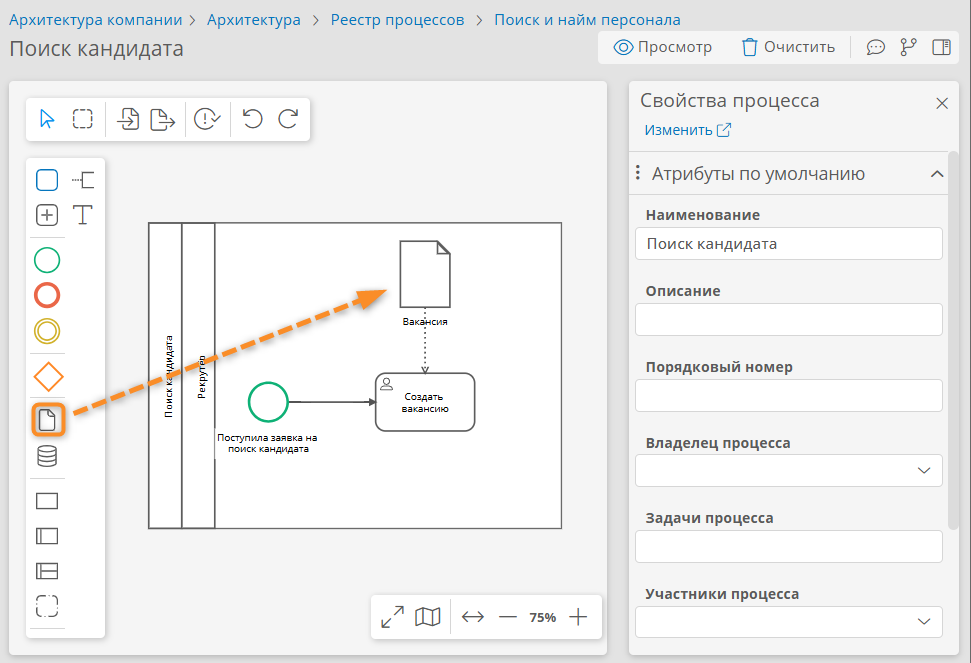 Архитектура компании > Архитектура > Реестр процессов > Поиск и найм персонала
Поиск кандидата
Просмотр
Очистить
Поиск кандидата
Рекрутер
Вакансия
Создать
вакансию
Поступила заявка на
поиск кандидата
75%
Свойства процесса
Изменить
Атрибуты по умолчанию
Наименование
Поиск кандидата
Описание
Порядковый номер
Владелец процесса
Задачи процесса
Участники процесса